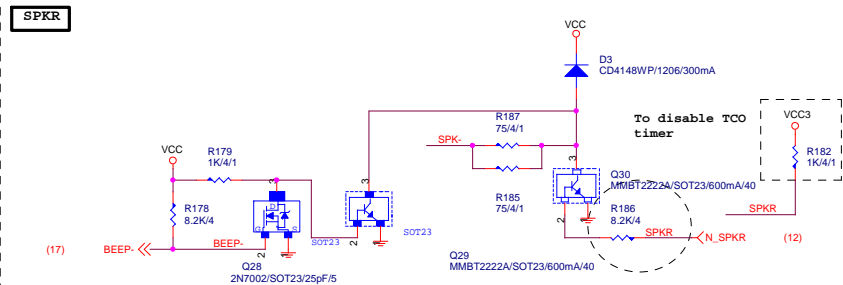 SPKR
VCC
D3
CD4148WP/1206/300mA
R187
75/4/1
SPK-
To disable TCO
timer
VCC3
R182
1K/4/1
VCC
R179
1K/4/1
3
3
3
R178
8.2K/4
D
G
S
R185
75/4/1
Q30
MMBT2222A/SOT23/600mA/40
R186
8.2K/4
SPKR
SPKR
N_SPKR
(12)
(17)
BEEP-
BEEP-
2
SOT23
2
SOT23
2
Q28
2N7002/SOT23/25pF/5
Q29
MMBT2222A/SOT23/600mA/40